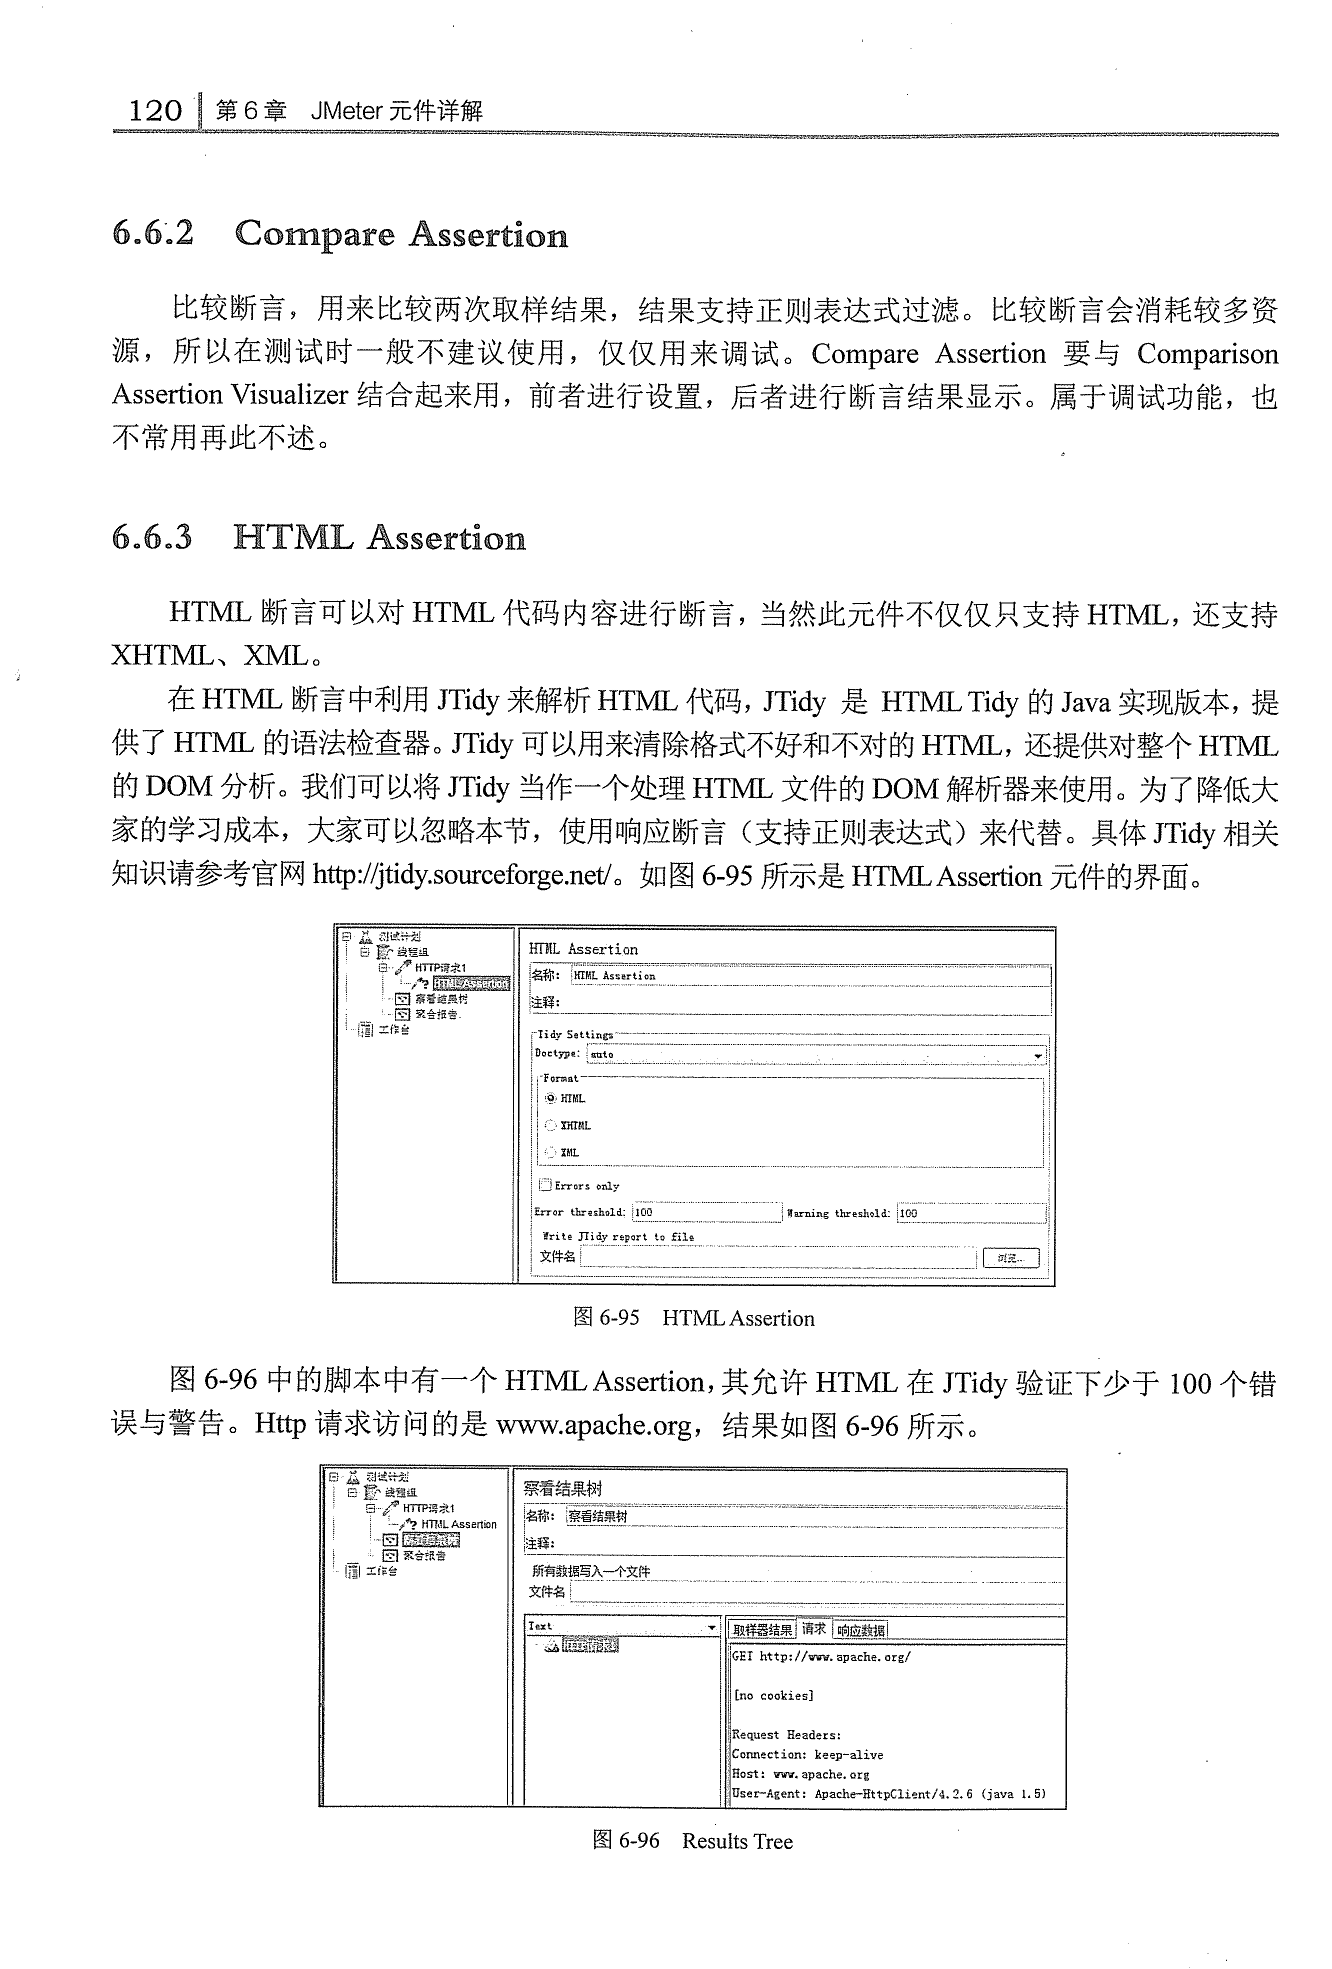 120 第6章 JMeter 元件详解
6.6.2 Compare Assertion
比较断言，用来比较两次取样结果，结果支持正则表达式过滤。比较断言会消耗较多资
源，所以在测试时一般不建议使用，仅仅用来调试。Compare Assertion 要与 Comparison
Assertion Visualizer 结合起来用，前者进行设置，后者进行断言结果显示。属于调试功能，也
不常用再此不述。
6.6.3 HTML Assertion
HTML 断言可以对 HTML 代码内容进行断言，当然此元件不仅仅只支持 HTML，还支持
XHTML、XML。
在 HTML 断言中利用 JTidy 来解析 HTML 代码，JTidy 是 HTML Tidy 的 Java 实现版本，提
供了 HTML 的语法检查器。JTidy 可以用来清除格式不好和不对的 HTML，还提供对整个 HTML
的 DOM 分析。我们可以将 JTidy 当作一个处理 HTML 文件的 DOM 解析器来使用。为了降低大
家的学习成本，大家可以忽略本节，使用响应断言（支持正则表达式）来代替。具体 JTidy 相关
知识请参考官网 http://jtidy.sourceforge.net/。如图 6-95 所示是 HTML Assertion 元件的界面。
测试计划
线程组
HTTP请求1
HTML Assertion
察看结果树
聚合报告
工作台
HTML Assertion
名称： HTML Assertion
注释：
Tidy Settings
Doctype: auto
Format
HTML
XHTML
XML
Errors only
Error threshold: 100 Warning threshold: 100
Write JTidy report to file
文件名 浏览...
图 6-95 HTML Assertion
图 6-96 中的脚本中有一个 HTML Assertion，其允许 HTML 在 JTidy 验证下少于 100 个错
误与警告。Http 请求访问的是 www.apache.org，结果如图 6-96 所示。
测试计划
线程组
HTTP请求1
HTML Assertion
察看结果树
聚合报告
工作台
察看结果树
名称： 察看结果树
注释：
所有数据写入一个文件
文件名
Text
取样器结果 请求 响应数据
GET http://www.apache.org/
[no cookies]
Request Headers:
Connection: keep-alive
Host: www.apache.org
User-Agent: Apache-HttpClient/4.2.6 (java 1.5)
图 6-96 Results Tree